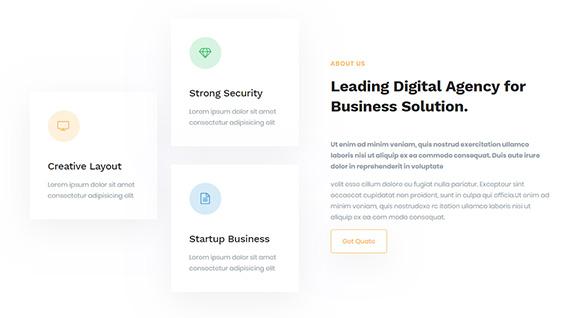 Creative Layout
Lorem ipsum dolor sit amet
consectetur adipisicing elit
Strong Security
Lorem ipsum dolor sit amet
consectetur adipisicing elit
Startup Business
Lorem ipsum dolor sit amet
consectetur adipisicing elit
ABOUT US
Leading Digital Agency for
Business Solution.
Ut enim ad minim veniam, quis nostrud exercitation ullamco
laboris nisi ut aliquip ex ea commodo consequat. Duis aute irure
dolor in reprehenderit in voluptate
velit esse cillum dolore eu fugiat nulla pariatur. Excepteur sint
occaecat cupidatat non proident, sunt in culpa qui officia.Ut enim ad
minim veniam, quis nostrudexe rc itation ullamco laboris nisi ut
aliquip ex ea com modo consequat.
Get Quote